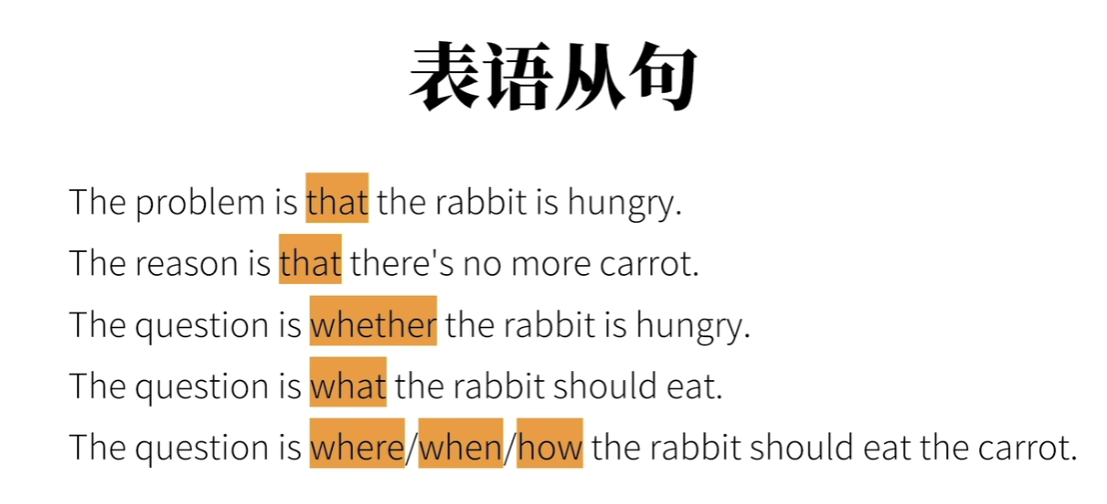 表语从句
The problem is that the rabbit is hungry.
The reason is that there's no more carrot.
The question is whether the rabbit is hungry.
The question is what the rabbit should eat.
The question is where/when/how the rabbit should eat the carrot.